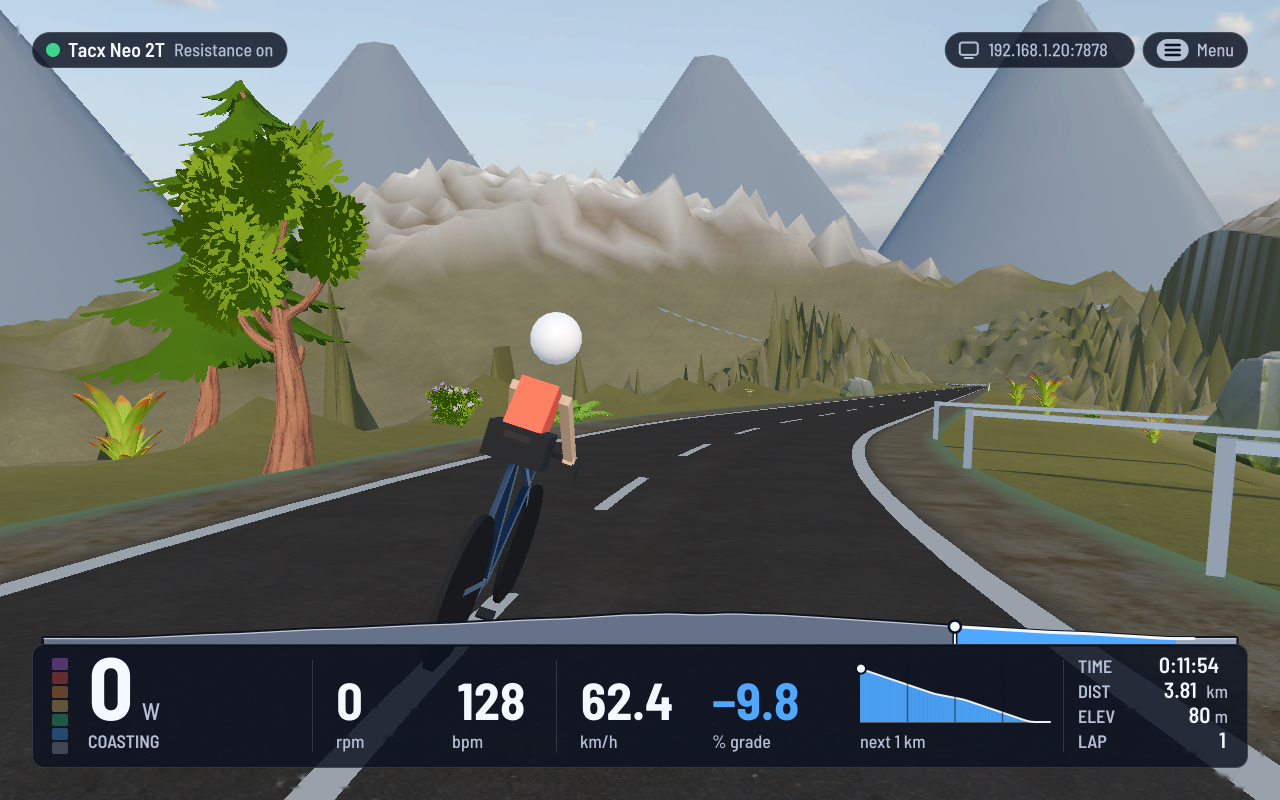 Tacx Neo 2T Resistance on
192.168.1.20:7878
Menu
0 W
COASTING
0
rpm
128
bpm
62.4
km/h
−9.8
% grade
next 1 km
TIME 0:11:54
DIST 3.81 km
ELEV 80 m
LAP 1